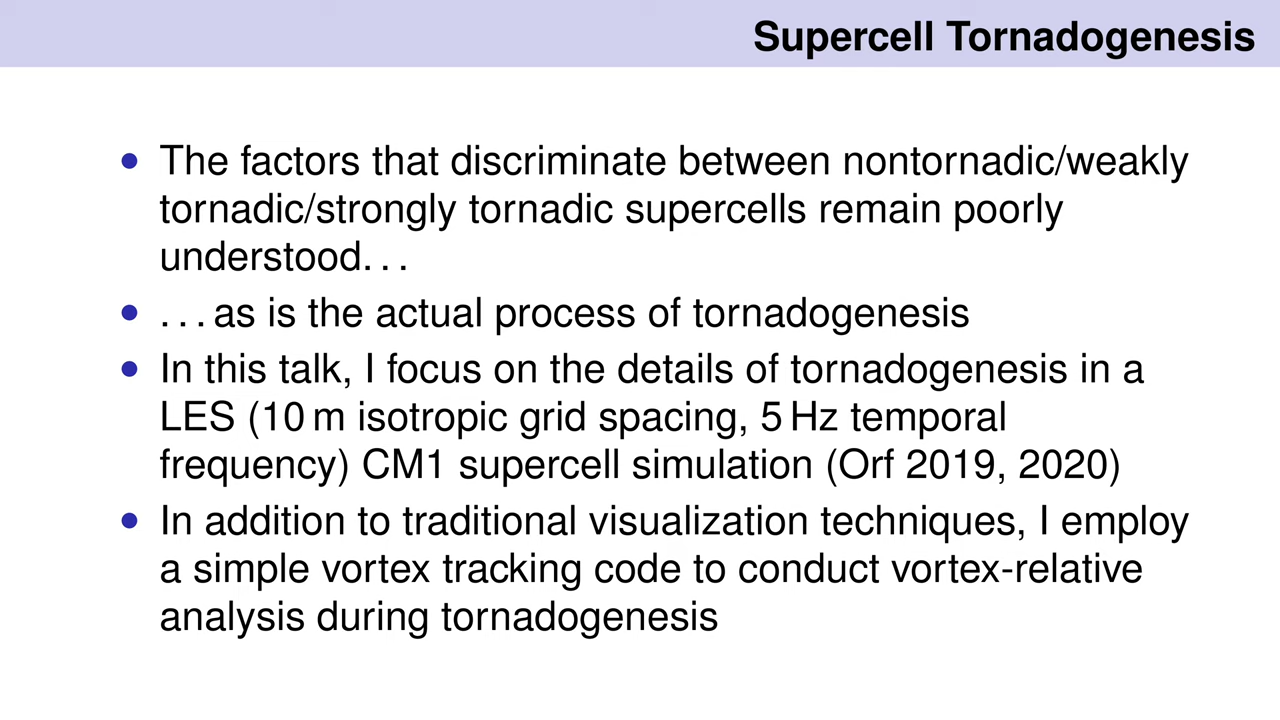 Supercell Tornadogenesis
• The factors that discriminate between nontornadic/weakly
tornadic/strongly tornadic supercells remain poorly
understood. . .
• . . . as is the actual process of tornadogenesis
• In this talk, I focus on the details of tornadogenesis in a
LES (10 m isotropic grid spacing, 5 Hz temporal
frequency) CM1 supercell simulation (Orf 2019, 2020)
• In addition to traditional visualization techniques, I employ
a simple vortex tracking code to conduct vortex-relative
analysis during tornadogenesis